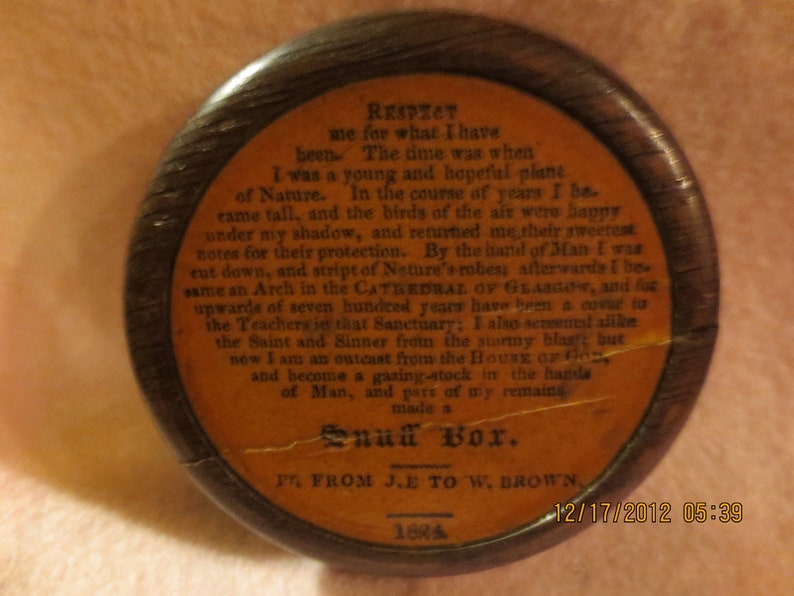 RESPECT
me for what I have
been. The time was when
I was a young and hopeful plant
of Nature. In the course of years I be-
came tall, and the birds of the air were happy
under my shadow, and returned me their sweetest
notes for their protection. By the hand of Man I was
cut down, and stript of Nature's robes; afterwards I be-
came an Arch in the CATHEDRAL OF GLASGOW, and for
upwards of seven hundred years have been a cover to
the Teachers in that Sanctuary; I also screened alike
the Saint and Sinner from the stormy blast; but
now I am an outcast from the HOUSE OF GOD,
and become a gazing-stock in the hands
of Man, and part of my remains
made a
Snuff Box.
FROM J.E TO W. BROWN.
1824.
12/17/2012 05:39